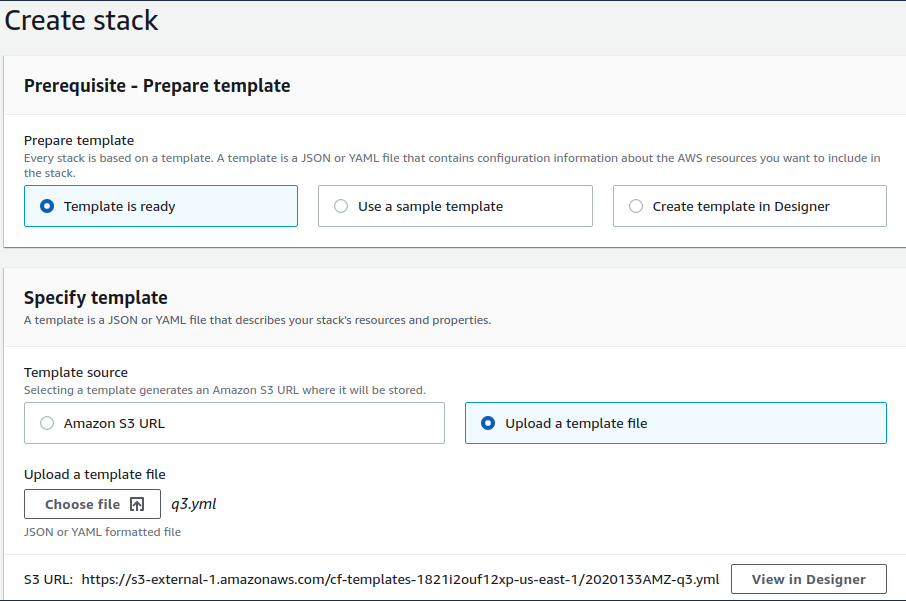 Create stack
Prerequisite - Prepare template
Prepare template
Every stack is based on a template. A template is a JSON or YAML file that contains configuration information about the AWS resources you want to include in
the stack.
Template is ready
Use a sample template
Create template in Designer
Specify template
A template is a JSON or YAML file that describes your stack's resources and properties.
Template source
Selecting a template generates an Amazon S3 URL where it will be stored.
Amazon S3 URL
Upload a template file
Upload a template file
Choose file
q3.yml
JSON or YAML formatted file
S3 URL: https://s3-external-1.amazonaws.com/cf-templates-1821i2ouf12xp-us-east-1/2020133AMZ-q3.yml
View in Designer